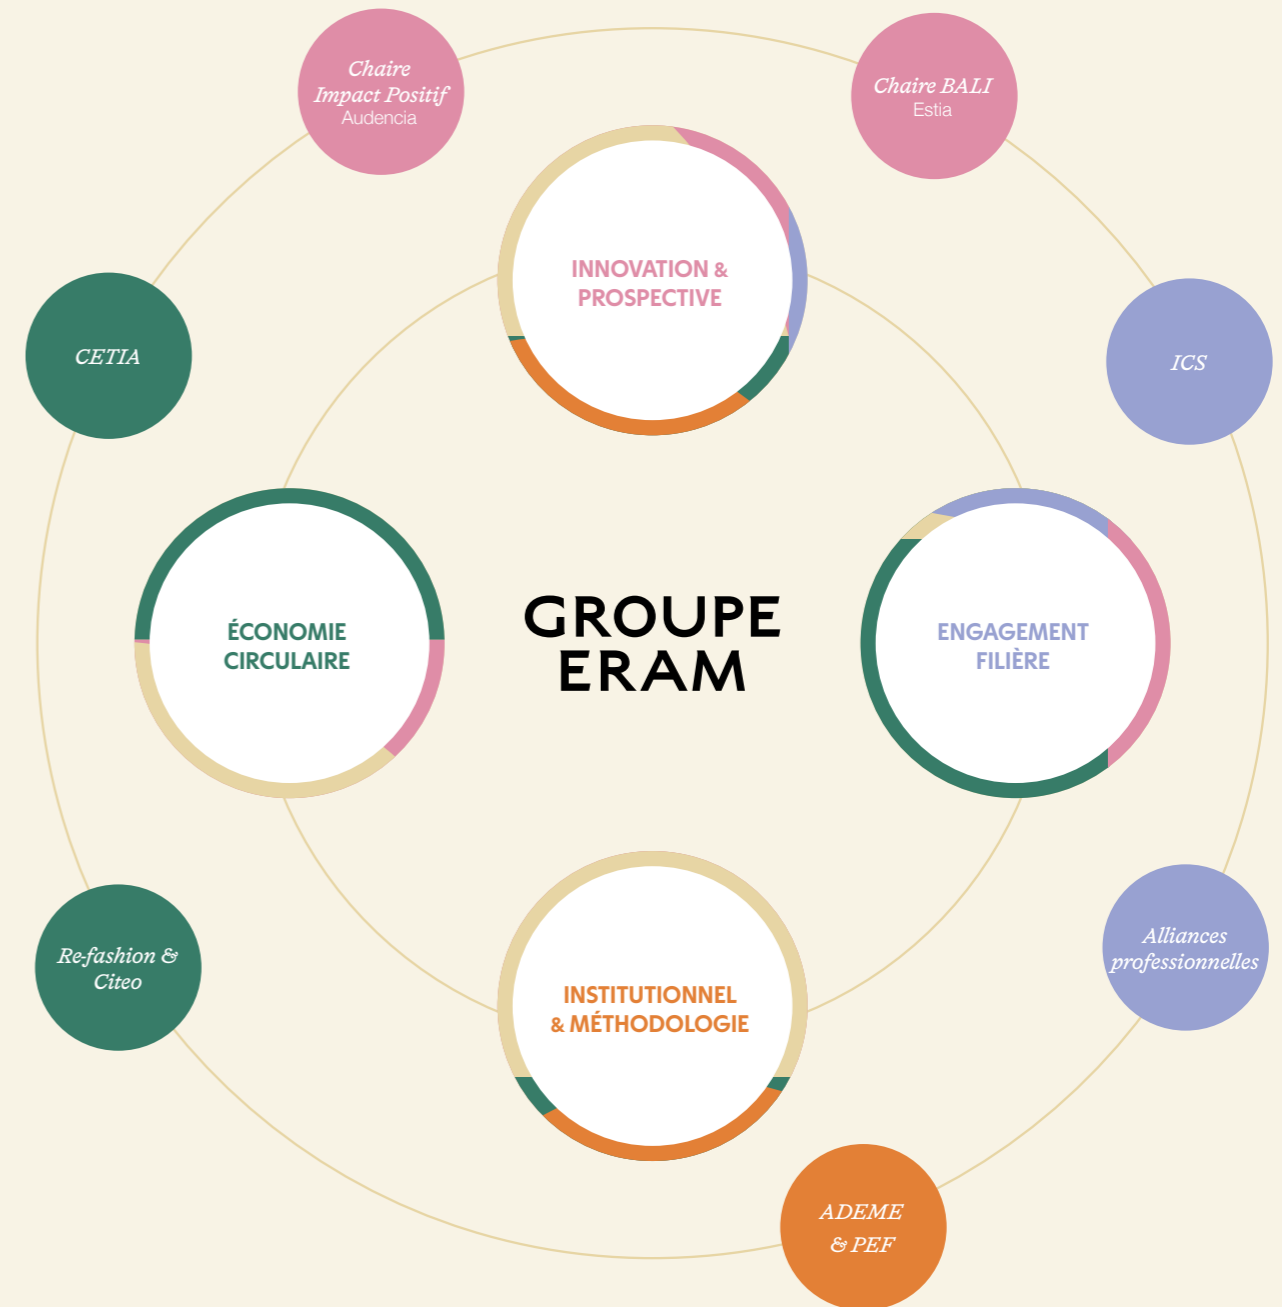 Chaire
Impact Positif
Audencia
Chaire BALI
Estia
INNOVATION &
PROSPECTIVE
CETIA
ICS
GROUPE
ERAM
ÉCONOMIE
CIRCULAIRE
ENGAGEMENT
FILIÈRE
Re-fashion &
Citeo
Alliances
professionnelles
INSTITUTIONNEL
& MÉTHODOLOGIE
ADEME
& PEF